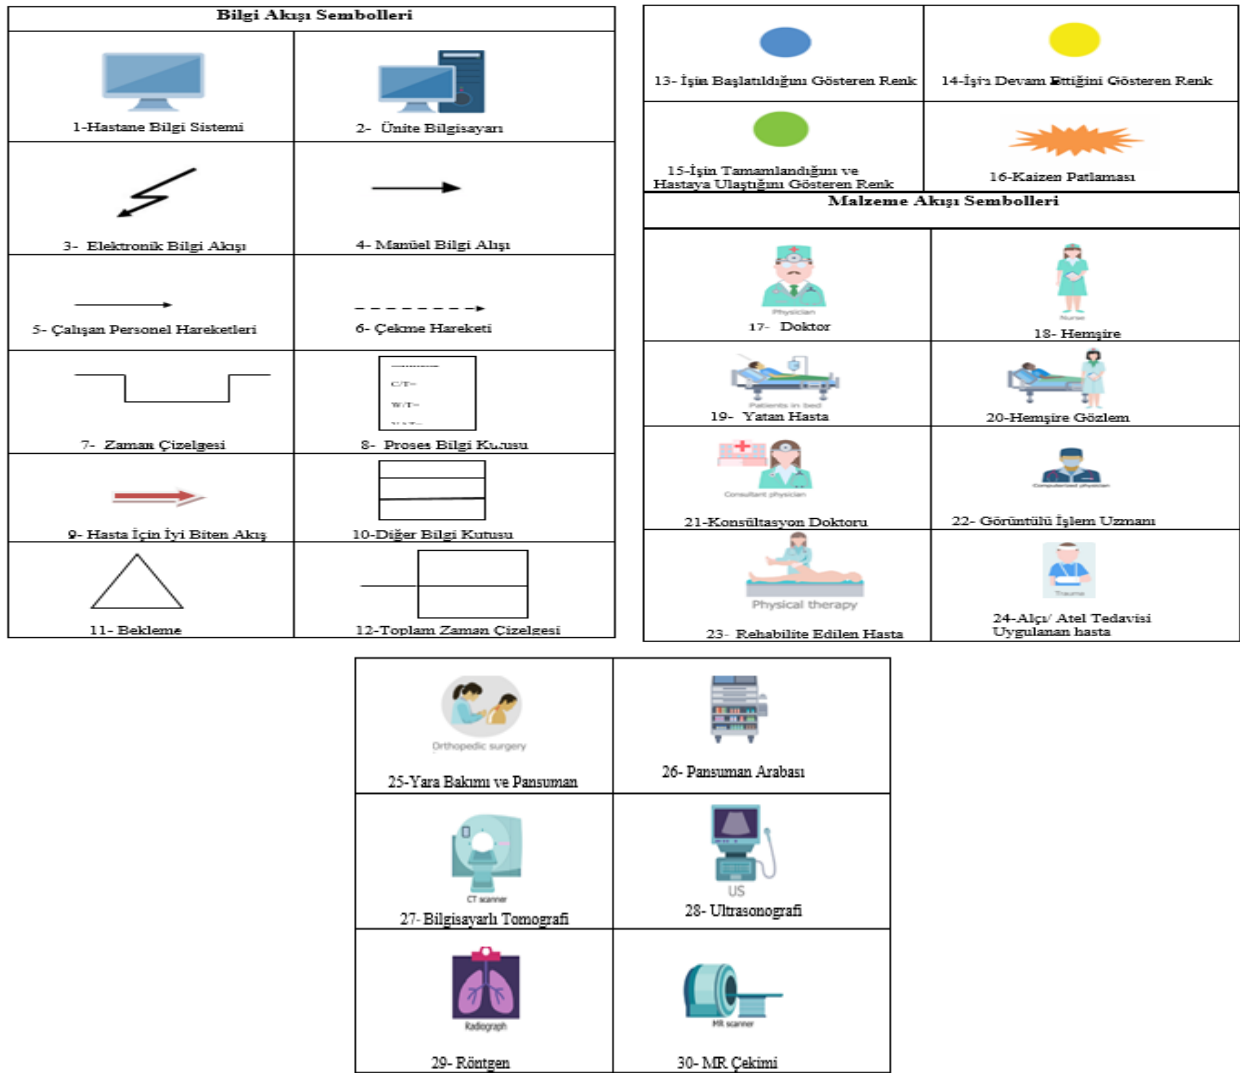 Bilgi Akışı Sembolleri
1-Hastane Bilgi Sistemi
2- Ünite Bilgisayarı
3- Elektronik Bilgi Akışı
4- Manüel Bilgi Alışı
5- Çalışan Personel Hareketleri
6- Çekme Hareketi
7- Zaman Çizelgesi
C/T=
W/T=
8- Proses Bilgi Kutusu
9- Hasta İçin İyi Biten Akış
10-Diğer Bilgi Kutusu
11- Bekleme
12-Toplam Zaman Çizelgesi
13- İşin Başlatıldığını Gösteren Renk
14-İşin Devam Ettiğini Gösteren Renk
15-İşin Tamamlandığını ve
Hastaya Ulaştığını Gösteren Renk
16-Kaizen Patlaması
Malzeme Akışı Sembolleri
Physician
17- Doktor
Nurse
18- Hemşire
Patients in bed
19- Yatan Hasta
20-Hemşire Gözlem
Consultant physician
21-Konsültasyon Doktoru
Computerized physician
22- Görüntülü İşlem Uzmanı
Physical therapy
23- Rehabilite Edilen Hasta
Trauma
24-Alçı/ Atel Tedavisi
Uygulanan hasta
Orthopedic surgery
25-Yara Bakımı ve Pansuman
26- Pansuman Arabası
CT scanner
27- Bilgisayarlı Tomografi
US
28- Ultrasonografi
Radiograph
29- Röntgen
MR scanner
30- MR Çekimi